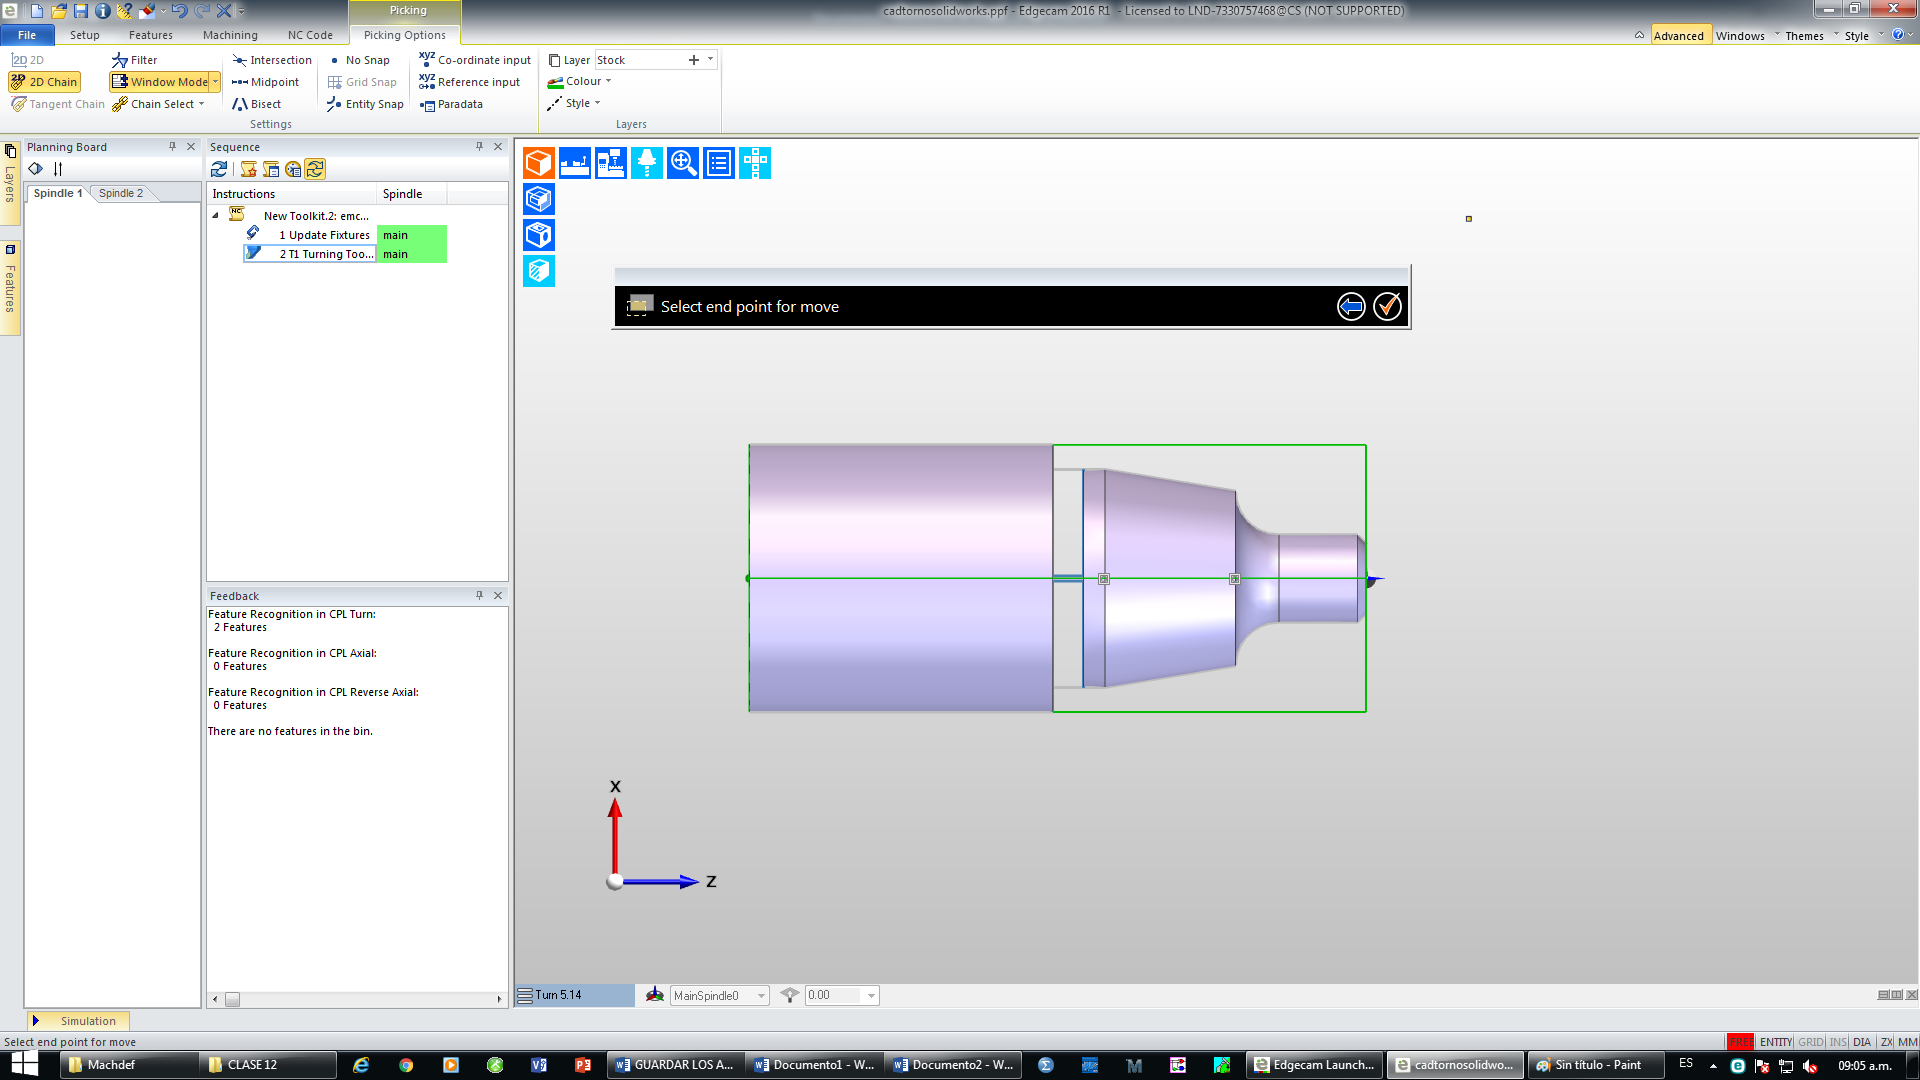 Picking
cadtornosolidworks.ppf - Edgecam 2016 R1 - Licensed to LND-7330757468@CS (NOT SUPPORTED)
File Setup Features Machining NC Code Picking Options Advanced Windows Themes Style
2D Filter Intersection No Snap Co-ordinate input Layer Stock
2D Chain Window Mode Midpoint Grid Snap Reference input Colour
Tangent Chain Chain Select Bisect Entity Snap Paradata Style
Settings Layers
Planning Board Sequence
Layers
Features
Spindle 1 Spindle 2
Instructions Spindle
New Toolkit.2: emc...
1 Update Fixtures main
2 T1 Turning Too... main
Select end point for move
Feedback
Feature Recognition in CPL Turn:
2 Features
Feature Recognition in CPL Axial:
0 Features
Feature Recognition in CPL Reverse Axial:
0 Features
There are no features in the bin.
X
Z
Turn 5.14 MainSpindle0 0.00
Simulation
Select end point for move
FREE ENTITY GRID INS DIA ZX MM
Machdef CLASE 12 GUARDAR LOS A... Documento1 - W... Documento2 - W... Edgecam Launch... cadtornosolidwo... Sin título - Paint ES 09:05 a.m.